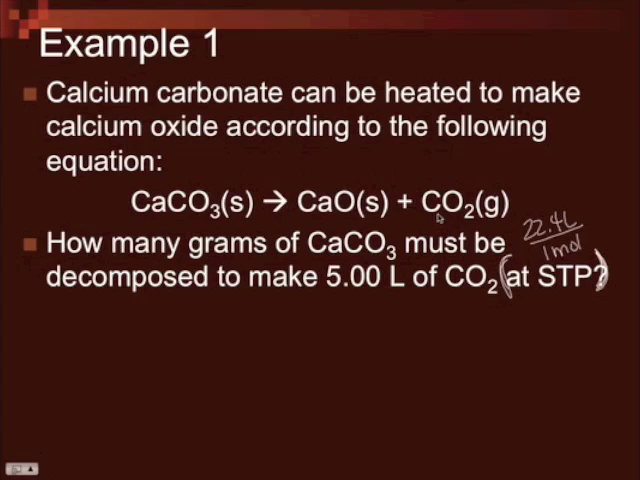 Example 1
Calcium carbonate can be heated to make
calcium oxide according to the following
equation:
CaCO₃(s) → CaO(s) + CO₂(g)
22.4L
1mol
How many grams of CaCO₃ must be
decomposed to make 5.00 L of CO₂ (at STP?)